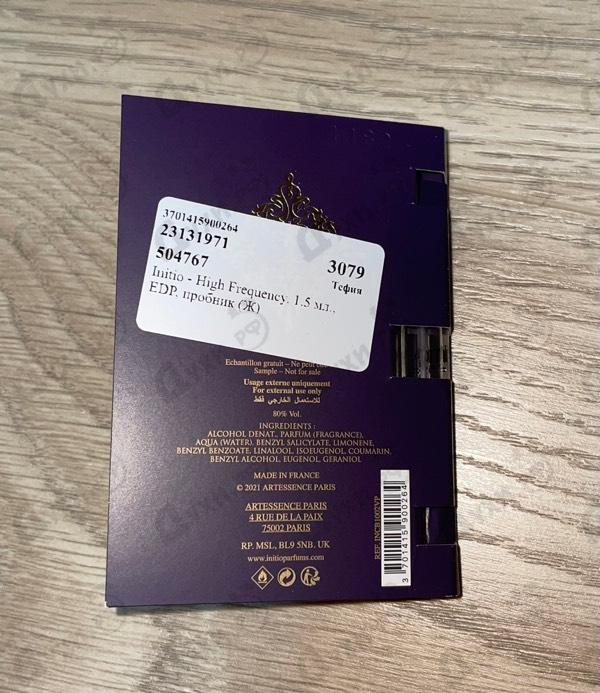 3701415900264
23131971
504767 3079
Тефия
Initio - High Frequency. 1.5 мл.,
EDP, пробник (Ж)
Echantillon gratuit – Ne peut
Sample – Not for sale
Usage externe uniquement
For external use only
للاستعمال الخارجي فقط
80% Vol.
INGREDIENTS :
ALCOHOL DENAT., PARFUM (FRAGRANCE),
AQUA (WATER), BENZYL SALICYLATE, LIMONENE,
BENZYL BENZOATE, LINALOOL, ISOEUGENOL, COUMARIN,
BENZYL ALCOHOL, EUGENOL, GERANIOL
MADE IN FRANCE
© 2021 ARTESSENCE PARIS
ARTESSENCE PARIS
4 RUE DE LA PAIX
75002 PARIS
RP. MSL, BL9 5NB. UK
www.initioparfums.com
REF. INCB1002VP
3 701415 900264